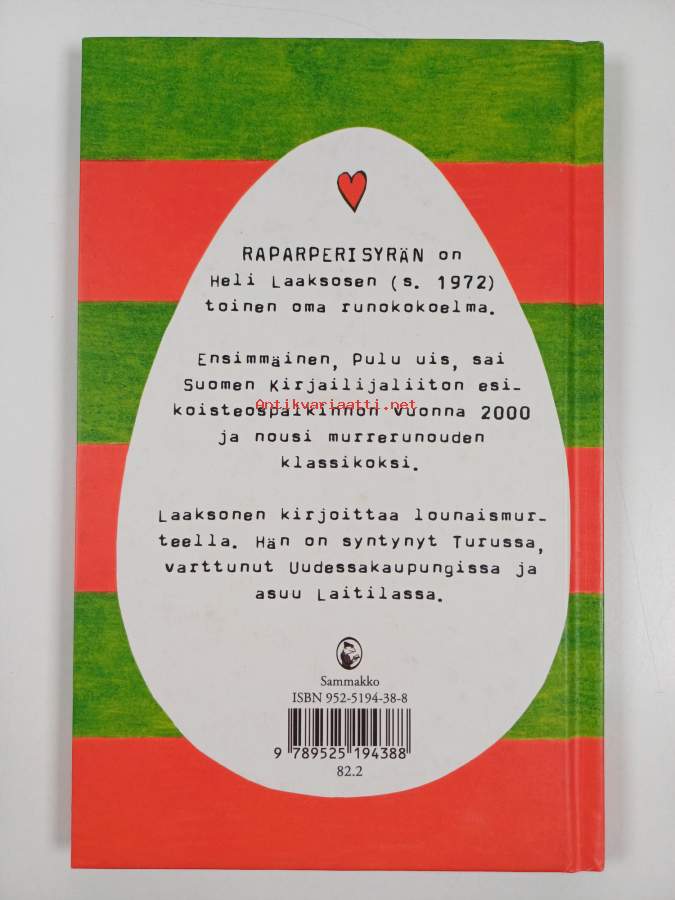 RAPARPERISYRÄN on
Heli Laaksosen (s. 1972)
toinen oma runokokoelma.
Ensimmäinen, Pulu uis, sai
Suomen Kirjailijaliiton esi-
koisteospalkinnon vuonna 2000
Antikvariaatti.net
ja nousi murrerunouden
klassikoksi.
Laaksonen kirjoittaa lounaismur-
teella. Hän on syntynyt Turussa,
varttunut Uudessakaupungissa ja
asuu Laitilassa.
Sammakko
ISBN 952-5194-38-8
9 789525 194388
82.2